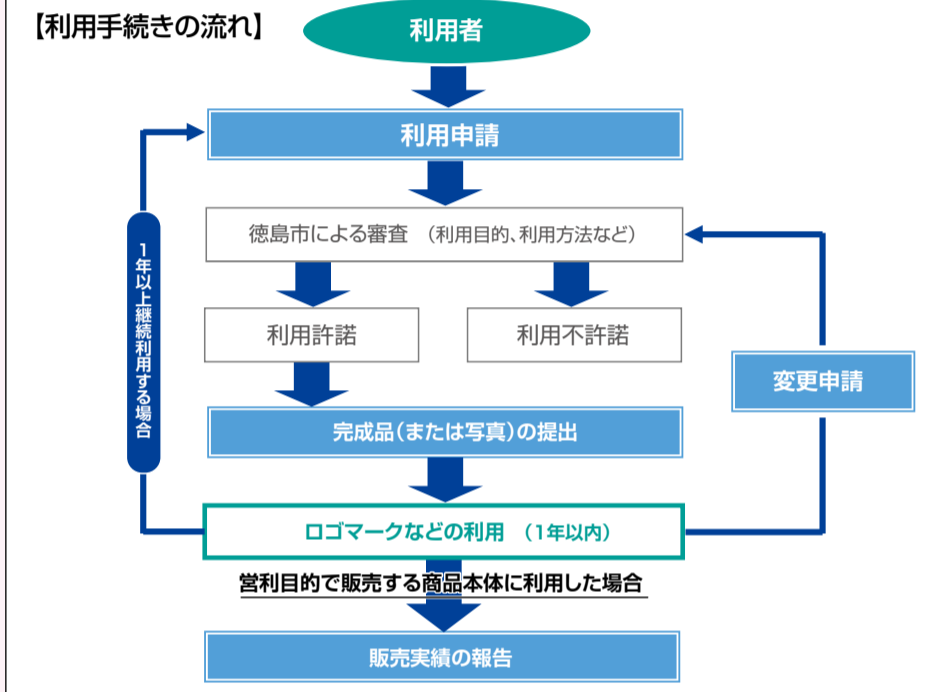 【利用手続きの流れ】
利用者
利用申請
徳島市による審査 （利用目的、利用方法など）
利用許諾
利用不許諾
1年以上継続利用する場合
変更申請
完成品（または写真）の提出
ロゴマークなどの利用 （1年以内）
営利目的で販売する商品本体に利用した場合
販売実績の報告